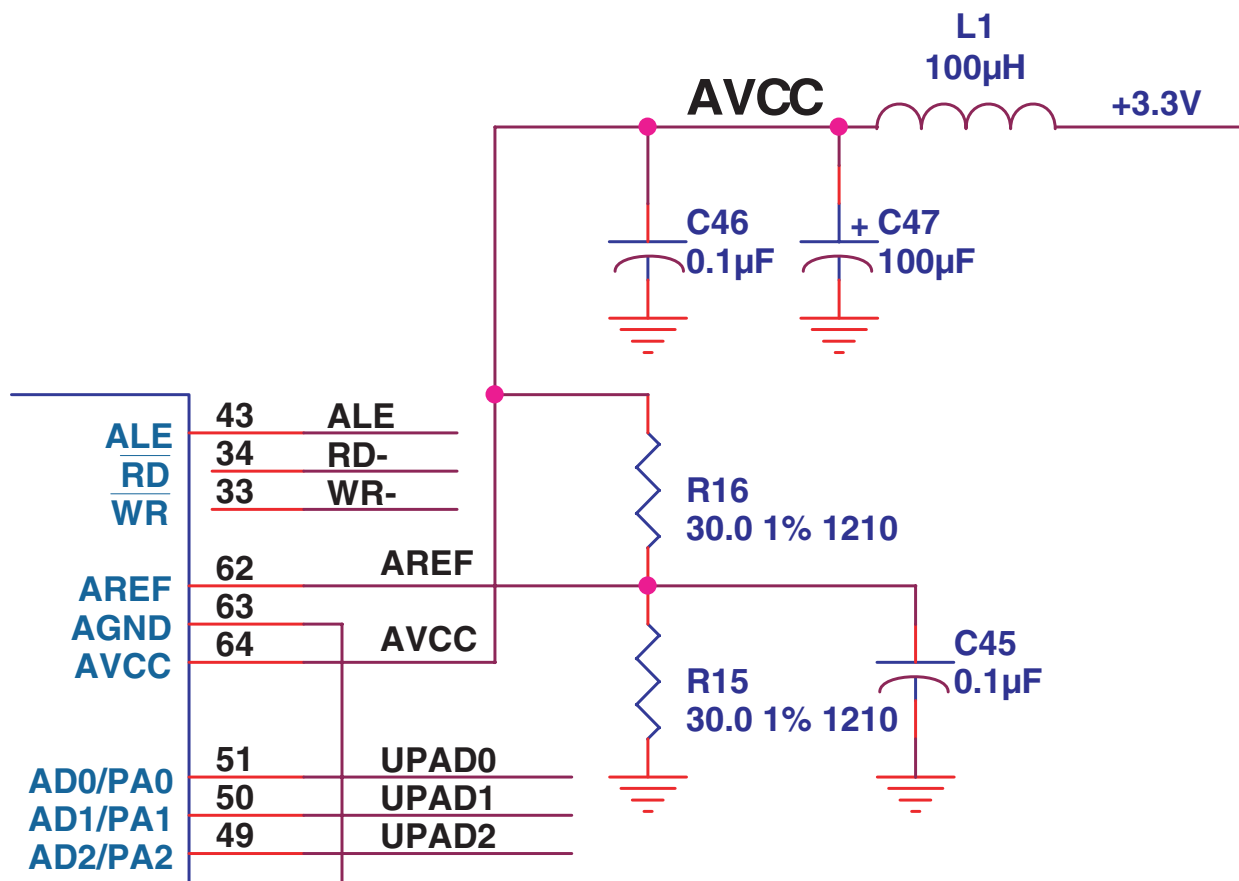 L1
100µH
AVCC
+3.3V
C46
0.1µF
+ C47
100µF
43 ALE
ALE
34 RD-
RD
33 WR-
WR
R16
30.0 1% 1210
62 AREF
AREF
63
AGND
64 AVCC
AVCC
C45
0.1µF
R15
30.0 1% 1210
51 UPAD0
AD0/PA0
50 UPAD1
AD1/PA1
49 UPAD2
AD2/PA2